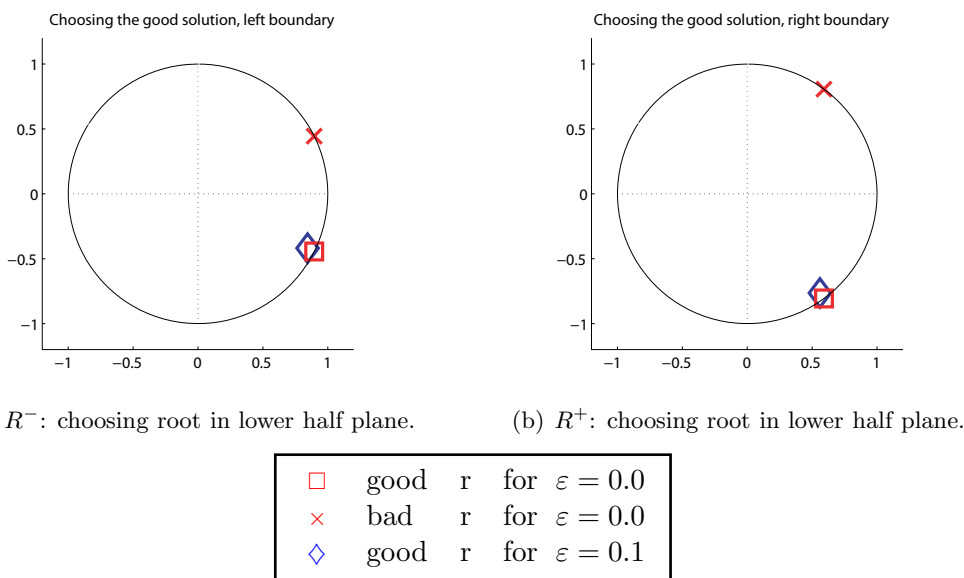 Choosing the good solution, left boundary
1
0.5
0
−0.5
−1
−1 −0.5 0 0.5 1
Choosing the good solution, right boundary
1
0.5
0
−0.5
−1
−1 −0.5 0 0.5 1
R⁻: choosing root in lower half plane.
(b) R⁺: choosing root in lower half plane.
good r for ε = 0.0
bad r for ε = 0.0
good r for ε = 0.1